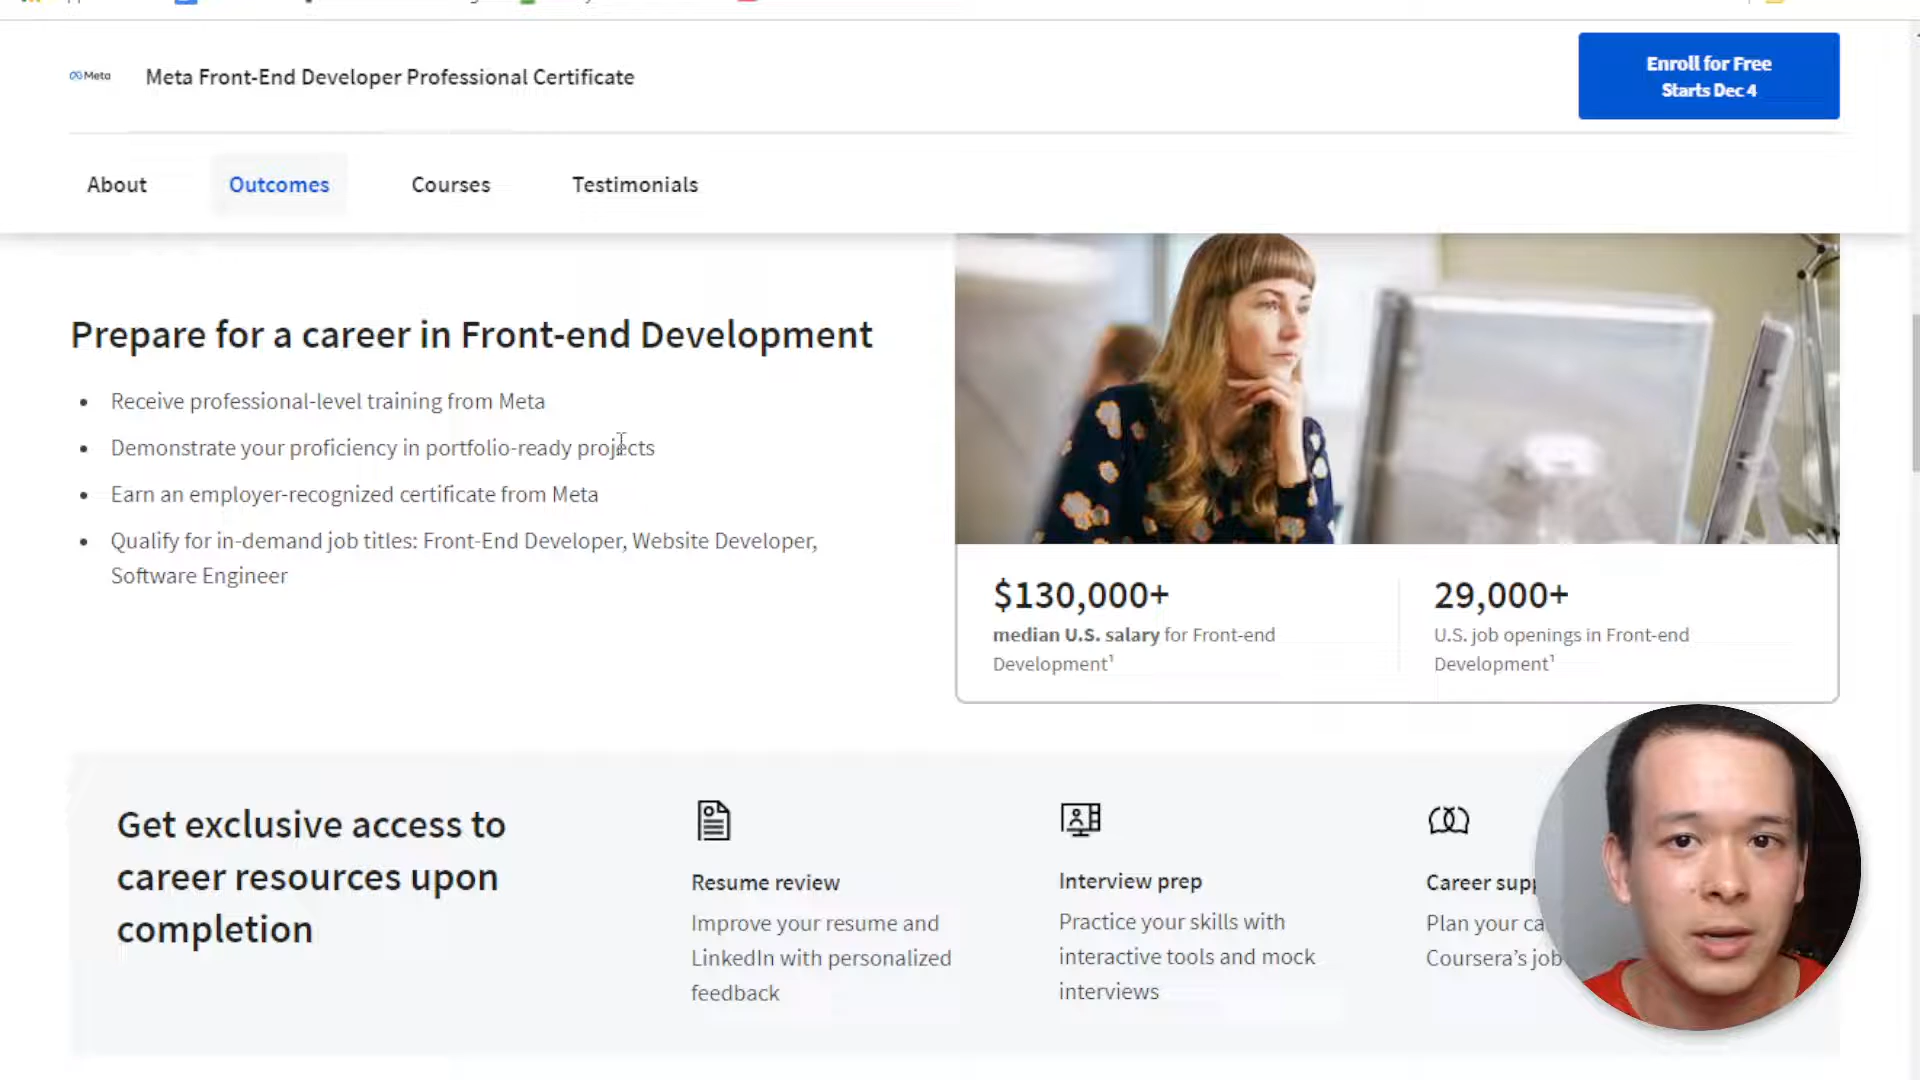 Meta
Meta Front-End Developer Professional Certificate
Enroll for Free
Starts Dec 4
About
Outcomes
Courses
Testimonials
Prepare for a career in Front-end Development
• Receive professional-level training from Meta
• Demonstrate your proficiency in portfolio-ready projects
• Earn an employer-recognized certificate from Meta
• Qualify for in-demand job titles: Front-End Developer, Website Developer,
Software Engineer
$130,000+
median U.S. salary for Front-end
Development¹
29,000+
U.S. job openings in Front-end
Development¹
Get exclusive access to
career resources upon
completion
Resume review
Improve your resume and
LinkedIn with personalized
feedback
Interview prep
Practice your skills with
interactive tools and mock
interviews
Career supp
Plan your ca
Coursera's job